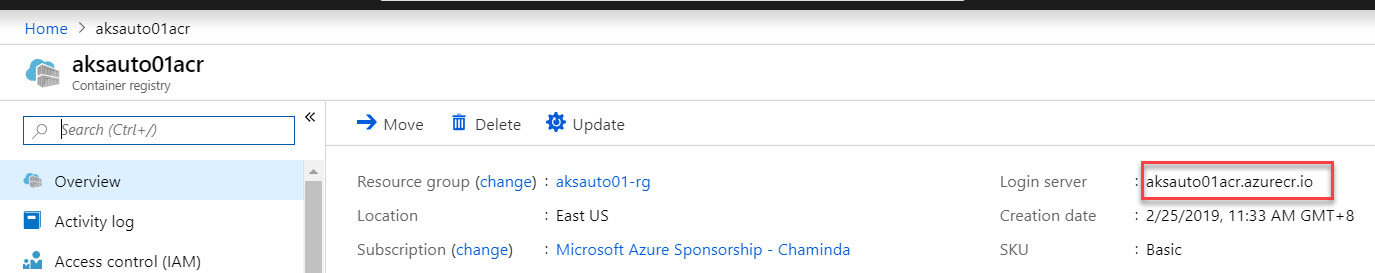 Home > aksauto01acr
aksauto01acr
Container registry
Search (Ctrl+/)
«
Overview
Activity log
Access control (IAM)
Move Delete Update
Resource group (change) : aksauto01-rg
Location : East US
Subscription (change) : Microsoft Azure Sponsorship - Chaminda
Login server : aksauto01acr.azurecr.io
Creation date : 2/25/2019, 11:33 AM GMT+8
SKU : Basic